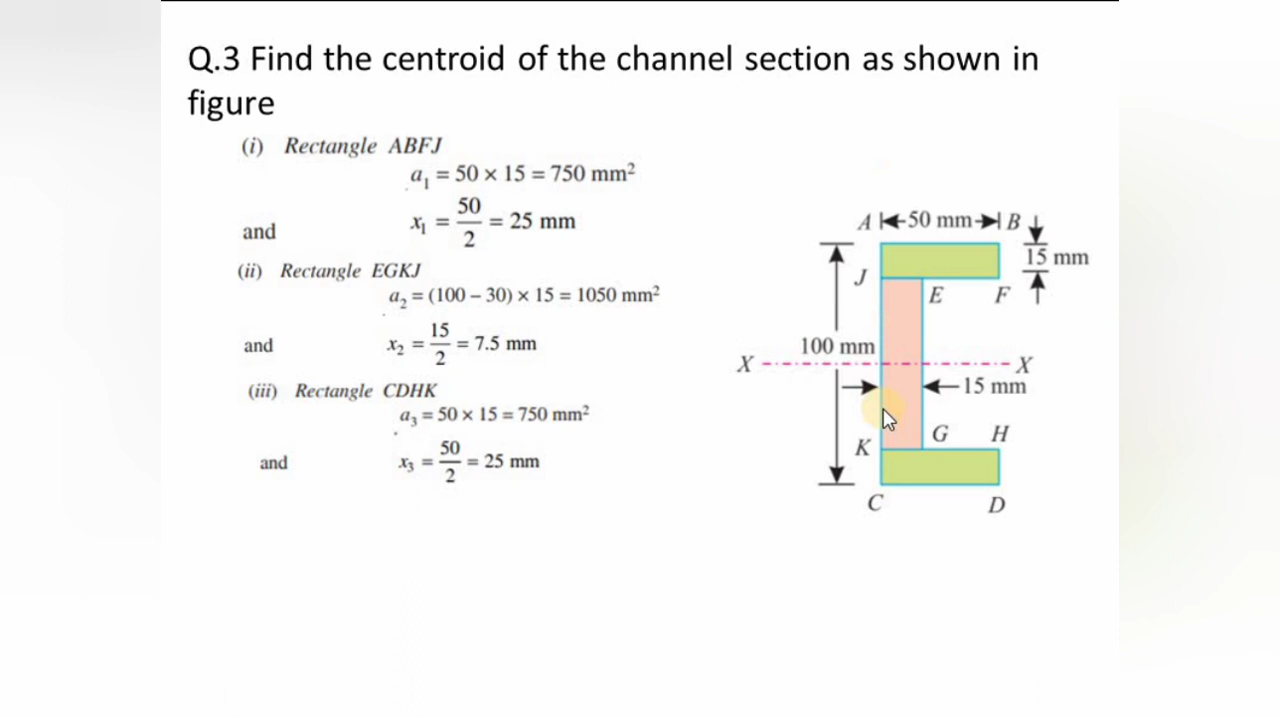 Q.3 Find the centroid of the channel section as shown in
figure
(i) Rectangle ABFJ
a₁ = 50 × 15 = 750 mm²
and x₁ = 50/2 = 25 mm
(ii) Rectangle EGKJ
a₂ = (100 – 30) × 15 = 1050 mm²
and x₂ = 15/2 = 7.5 mm
(iii) Rectangle CDHK
a₃ = 50 × 15 = 750 mm²
and x₃ = 50/2 = 25 mm
A 50 mm B
15 mm
J
E F
100 mm
X X
15 mm
G H
K
C D